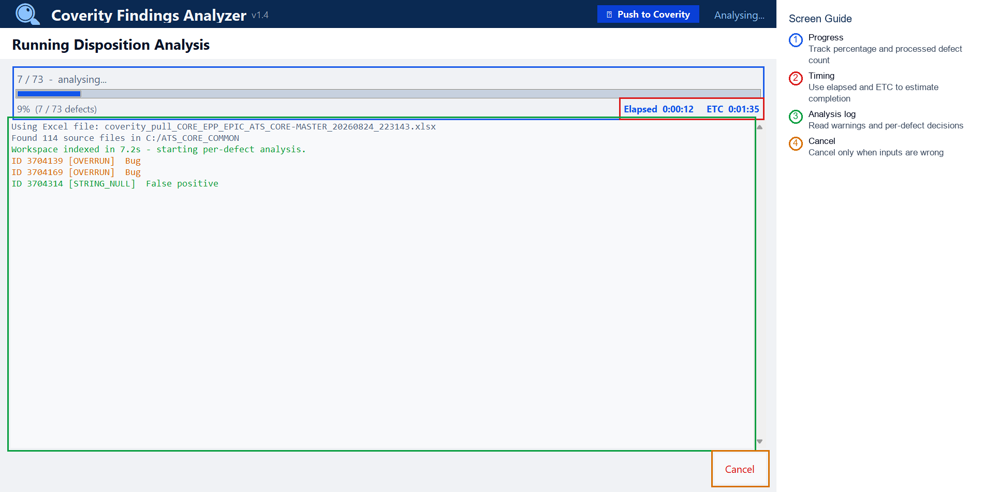 Coverity Findings Analyzer v1.4
Push to Coverity
Analysing...
Running Disposition Analysis
7 / 73 - analysing...
9% (7 / 73 defects)
Elapsed 0:00:12 ETC 0:01:35
Using Excel file: coverity_pull_CORE_EPP_EPIC_ATS_CORE-MASTER_20260824_223143.xlsx
Found 114 source files in C:/ATS_CORE_COMMON
Workspace indexed in 7.2s - starting per-defect analysis.
ID 3704139 [OVERRUN] Bug
ID 3704169 [OVERRUN] Bug
ID 3704314 [STRING_NULL] False positive
Cancel
Screen Guide
1 Progress
Track percentage and processed defect
count
2 Timing
Use elapsed and ETC to estimate
completion
3 Analysis log
Read warnings and per-defect decisions
4 Cancel
Cancel only when inputs are wrong